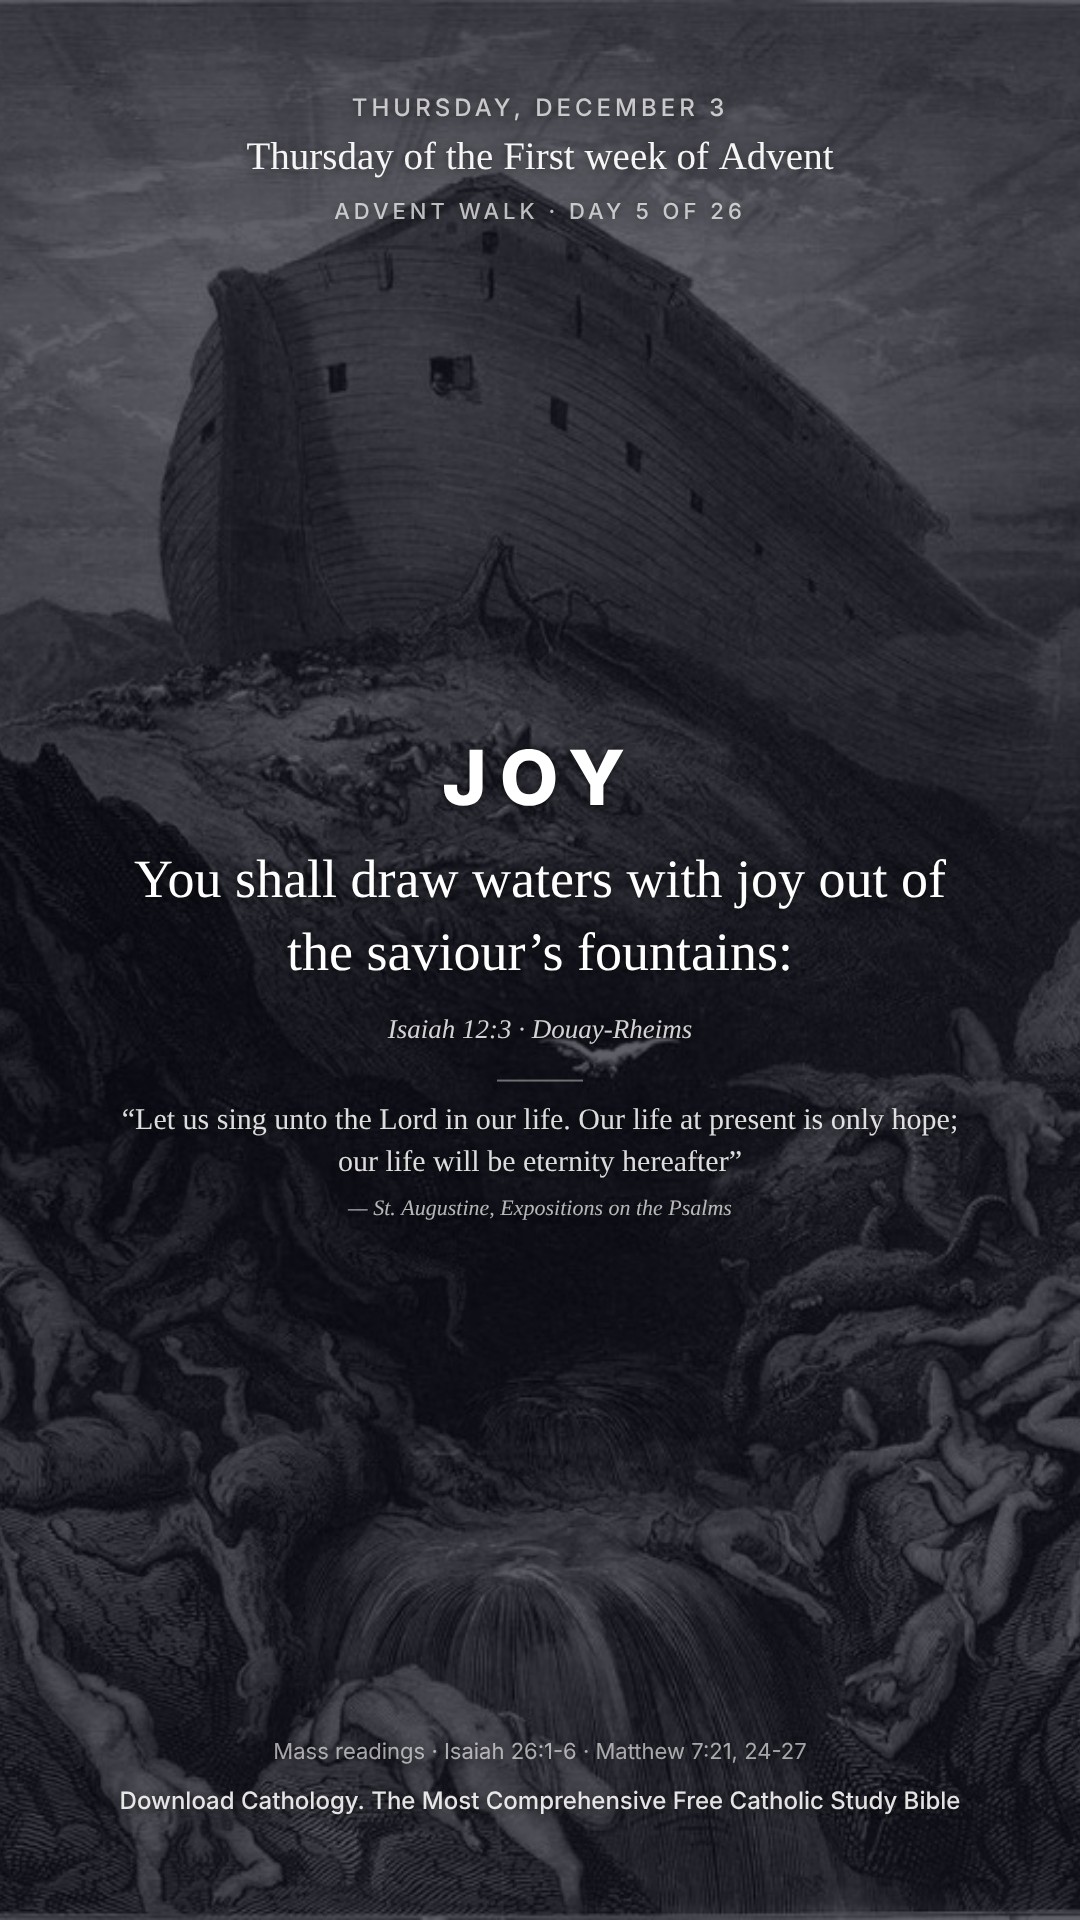 THURSDAY, DECEMBER 3
Thursday of the First week of Advent
ADVENT WALK · DAY 5 OF 26
JOY
You shall draw waters with joy out of
the saviour’s fountains:
Isaiah 12:3 · Douay-Rheims
“Let us sing unto the Lord in our life. Our life at present is only hope;
our life will be eternity hereafter”
— St. Augustine, Expositions on the Psalms
Mass readings · Isaiah 26:1-6 · Matthew 7:21, 24-27
Download Cathology. The Most Comprehensive Free Catholic Study Bible